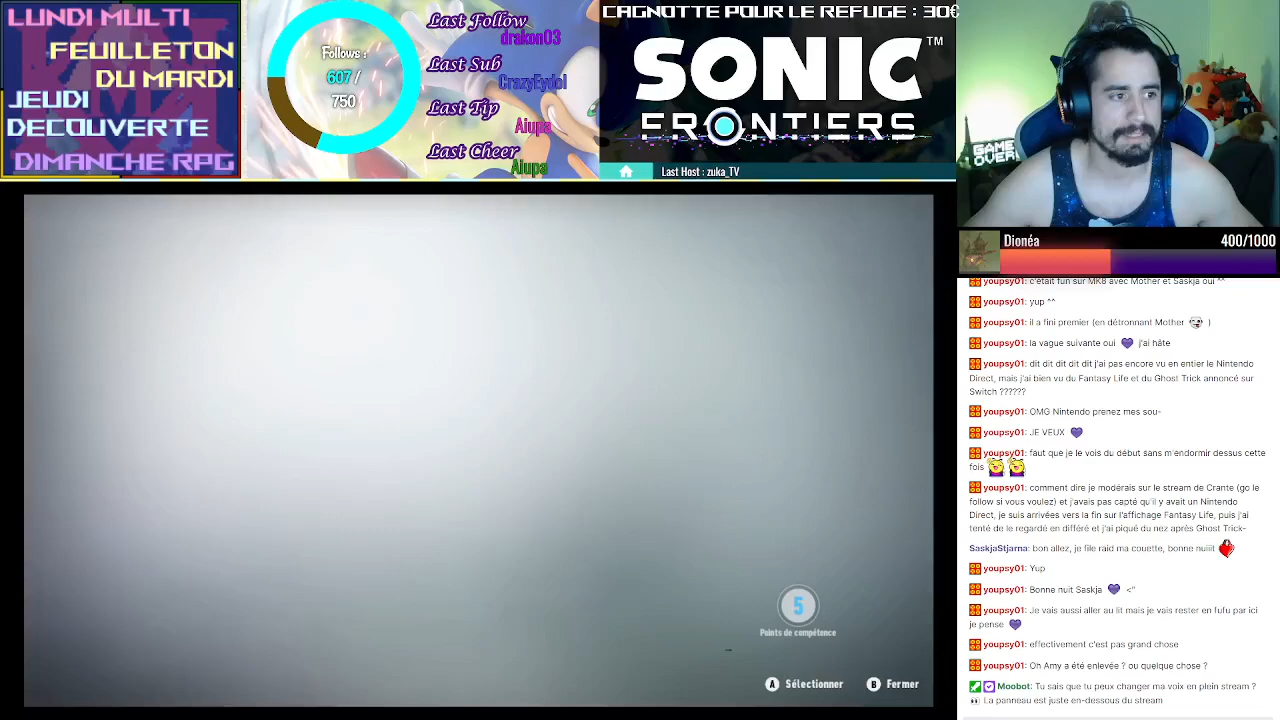 LUNDI MULTI
FEUILLETON
DU MARDI
JEUDI
DECOUVERTE
DIMANCHE RPG
Follows :
607 /
750
Last Follow
drakon03
Last Sub
CrazyEydol
Last Tip
Aiupa
Last Cheer
Aiupa
CAGNOTTE POUR LE REFUGE : 30€
SONIC™
FRONTIERS
Last Host : zuka_TV
GAME
OVER
Dionéa
400/1000
youpsy01: c'était fun sur MK8 avec Mother et Saskja oui ^^
youpsy01: yup ^^
youpsy01: il a fini premier (en détronnant Mother )
youpsy01: la vague suivante oui j'ai hâte
youpsy01: dit dit dit dit dit j'ai pas encore vu en entier le Nintendo
Direct, mais j'ai bien vu du Fantasy Life et du Ghost Trick annoncé sur
Switch ??????
youpsy01: OMG Nintendo prenez mes sou-
youpsy01: JE VEUX
youpsy01: faut que je le vois du début sans m'endormir dessus cette
fois
youpsy01: comment dire je modérais sur le stream de Crante (go le
follow si vous voulez) et j'avais pas capté qu'il y avait un Nintendo
Direct, je suis arrivées vers la fin sur l'affichage Fantasy Life, puis j'ai
tenté de le regardé en différé et j'ai piqué du nez après Ghost Trick-
SaskjaStjarna: bon allez, je file raid ma couette, bonne nuiiit
youpsy01: Yup
youpsy01: Bonne nuit Saskja <"
youpsy01: Je vais aussi aller au lit mais je vais rester en fufu par ici
je pense
youpsy01: effectivement c'est pas grand chose
youpsy01: Oh Amy a été enlevée ? ou quelque chose ?
Moobot: Tu sais que tu peux changer ma voix en plein stream ?
La panneau est juste en-dessous du stream
5
Points de compétence
A Sélectionner
B Fermer